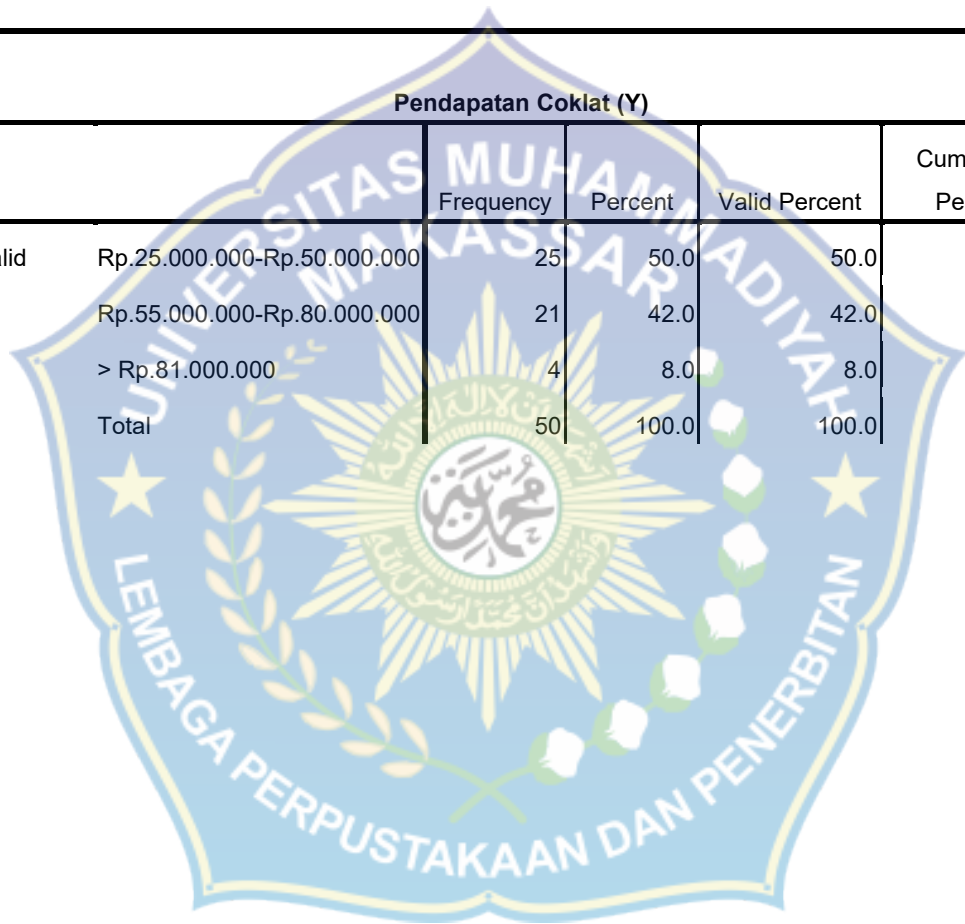 Pendapatan Coklat (Y)
Cum
Frequency Percent Valid Percent Pe
alid Rp.25.000.000-Rp.50.000.000 25 50.0 50.0
Rp.55.000.000-Rp.80.000.000 21 42.0 42.0
> Rp.81.000.000 4 8.0 8.0
Total 50 100.0 100.0
UNIVERSITAS MUHAMMADIYAH
MAKASSAR
LEMBAGA PERPUSTAKAAN DAN PENERBITAN